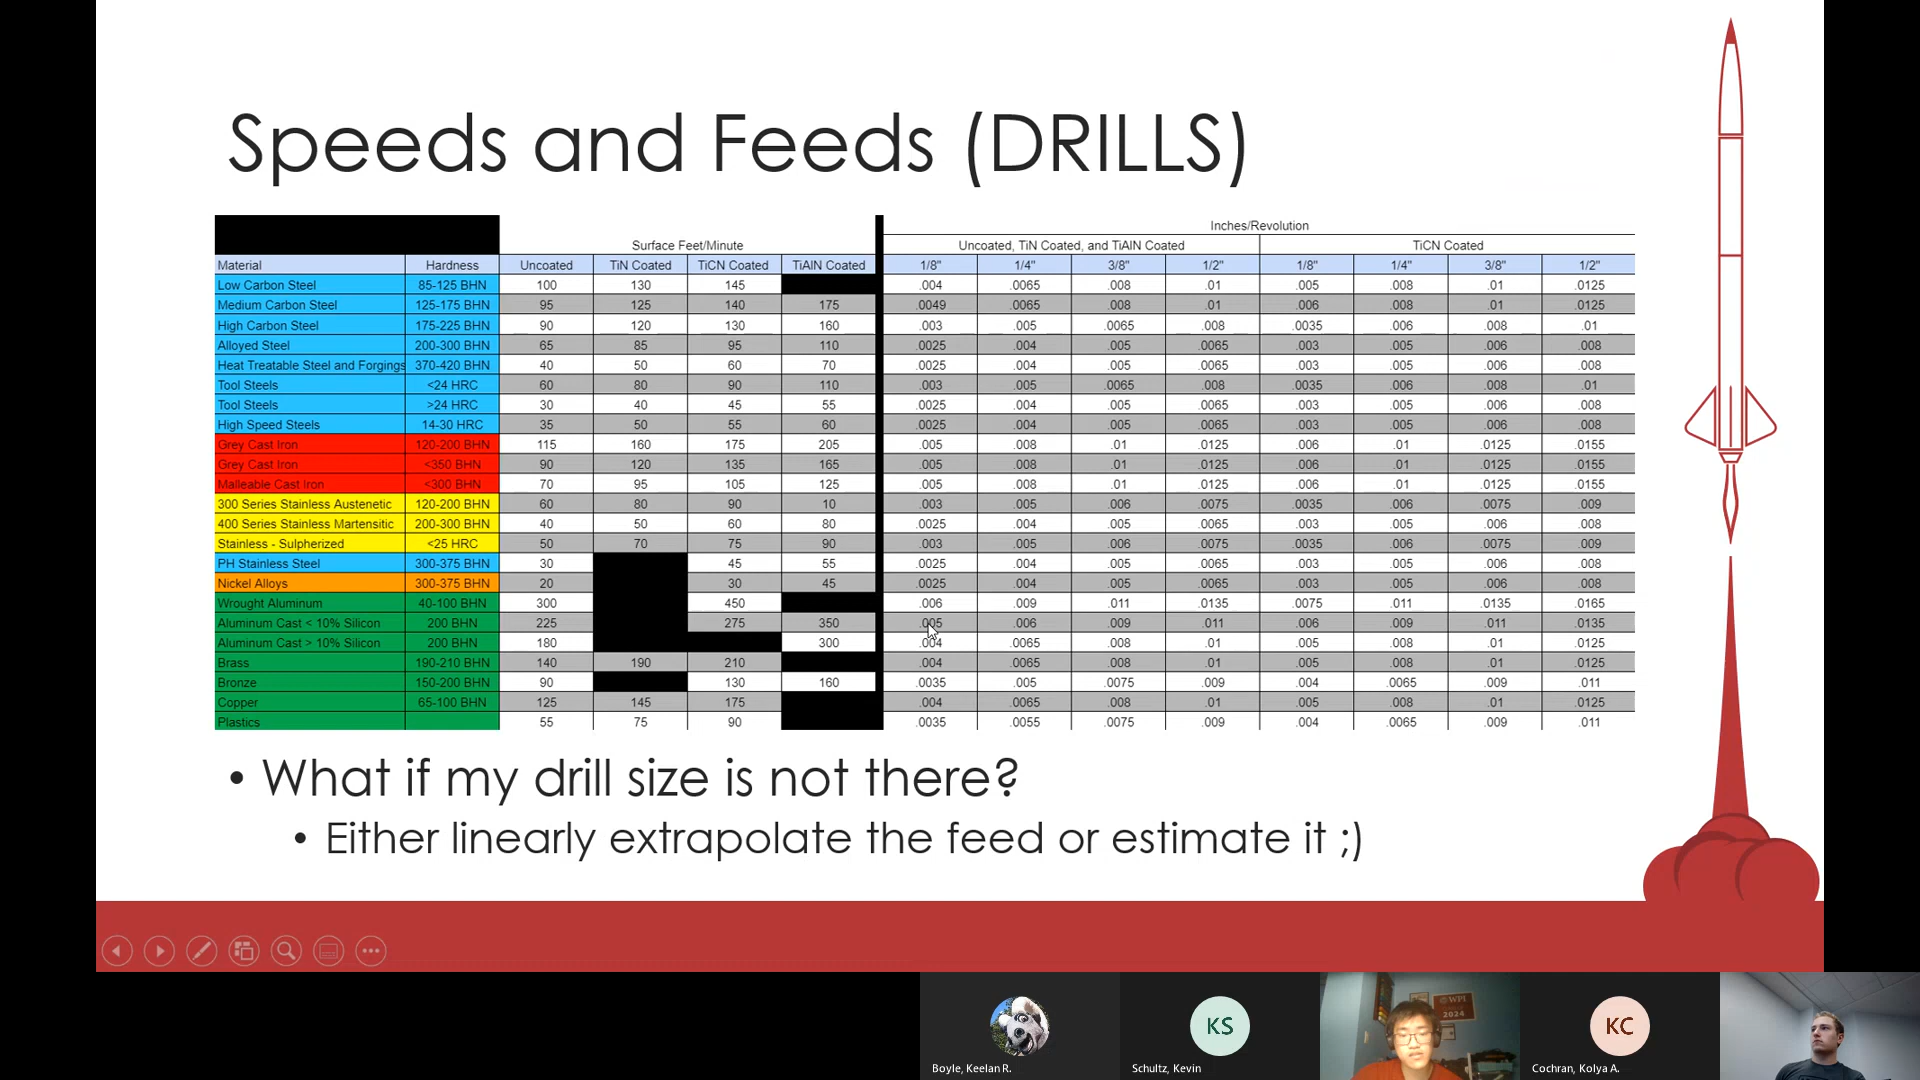 Speeds and Feeds (DRILLS)
Inches/Revolution
Surface Feet/Minute Uncoated, TiN Coated, and TiAlN Coated TiCN Coated
Material Hardness Uncoated TiN Coated TiCN Coated TiAlN Coated 1/8" 1/4" 3/8" 1/2" 1/8" 1/4" 3/8" 1/2"
Low Carbon Steel 85-125 BHN 100 130 145 .004 .0065 .008 .01 .005 .008 .01 .0125
Medium Carbon Steel 125-175 BHN 95 125 140 175 .0049 .0065 .008 .01 .006 .008 .01 .0125
High Carbon Steel 175-225 BHN 90 120 130 160 .003 .005 .0065 .008 .0035 .006 .008 .01
Alloyed Steel 200-300 BHN 65 85 95 110 .0025 .004 .005 .0065 .003 .005 .006 .008
Heat Treatable Steel and Forgings 370-420 BHN 40 50 60 70 .0025 .004 .005 .0065 .003 .005 .006 .008
Tool Steels <24 HRC 60 80 90 110 .003 .005 .0065 .008 .0035 .006 .008 .01
Tool Steels >24 HRC 30 40 45 55 .0025 .004 .005 .0065 .003 .005 .006 .008
High Speed Steels 14-30 HRC 35 50 55 60 .0025 .004 .005 .0065 .003 .005 .006 .008
Grey Cast Iron 120-200 BHN 115 160 175 205 .005 .008 .01 .0125 .006 .01 .0125 .0155
Grey Cast Iron <350 BHN 90 120 135 165 .005 .008 .01 .0125 .006 .01 .0125 .0155
Malleable Cast Iron <300 BHN 70 95 105 125 .005 .008 .01 .0125 .006 .01 .0125 .0155
300 Series Stainless Austenetic 120-200 BHN 60 80 90 10 .003 .005 .006 .0075 .0035 .006 .0075 .009
400 Series Stainless Martensitic 200-300 BHN 40 50 60 80 .0025 .004 .005 .0065 .003 .005 .006 .008
Stainless - Sulpherized <25 HRC 50 70 75 90 .003 .005 .006 .0075 .0035 .006 .0075 .009
PH Stainless Steel 300-375 BHN 30 45 55 .0025 .004 .005 .0065 .003 .005 .006 .008
Nickel Alloys 300-375 BHN 20 30 45 .0025 .004 .005 .0065 .003 .005 .006 .008
Wrought Aluminum 40-100 BHN 300 450 .006 .009 .011 .0135 .0075 .011 .0135 .0165
Aluminum Cast < 10% Silicon 200 BHN 225 275 350 .005 .006 .009 .011 .006 .009 .011 .0135
Aluminum Cast > 10% Silicon 200 BHN 180 300 .004 .0065 .008 .01 .005 .008 .01 .0125
Brass 190-210 BHN 140 190 210 .004 .0065 .008 .01 .005 .008 .01 .0125
Bronze 150-200 BHN 90 130 160 .0035 .005 .0075 .009 .004 .0065 .009 .011
Copper 65-100 BHN 125 145 175 .004 .0065 .008 .01 .005 .008 .01 .0125
Plastics 55 75 90 .0035 .0055 .0075 .009 .004 .0065 .009 .011
• What if my drill size is not there?
• Either linearly extrapolate the feed or estimate it ;)
KS
WPI
2024
KC
Boyle, Keelan R.
Schultz, Kevin
Cochran, Kolya A.